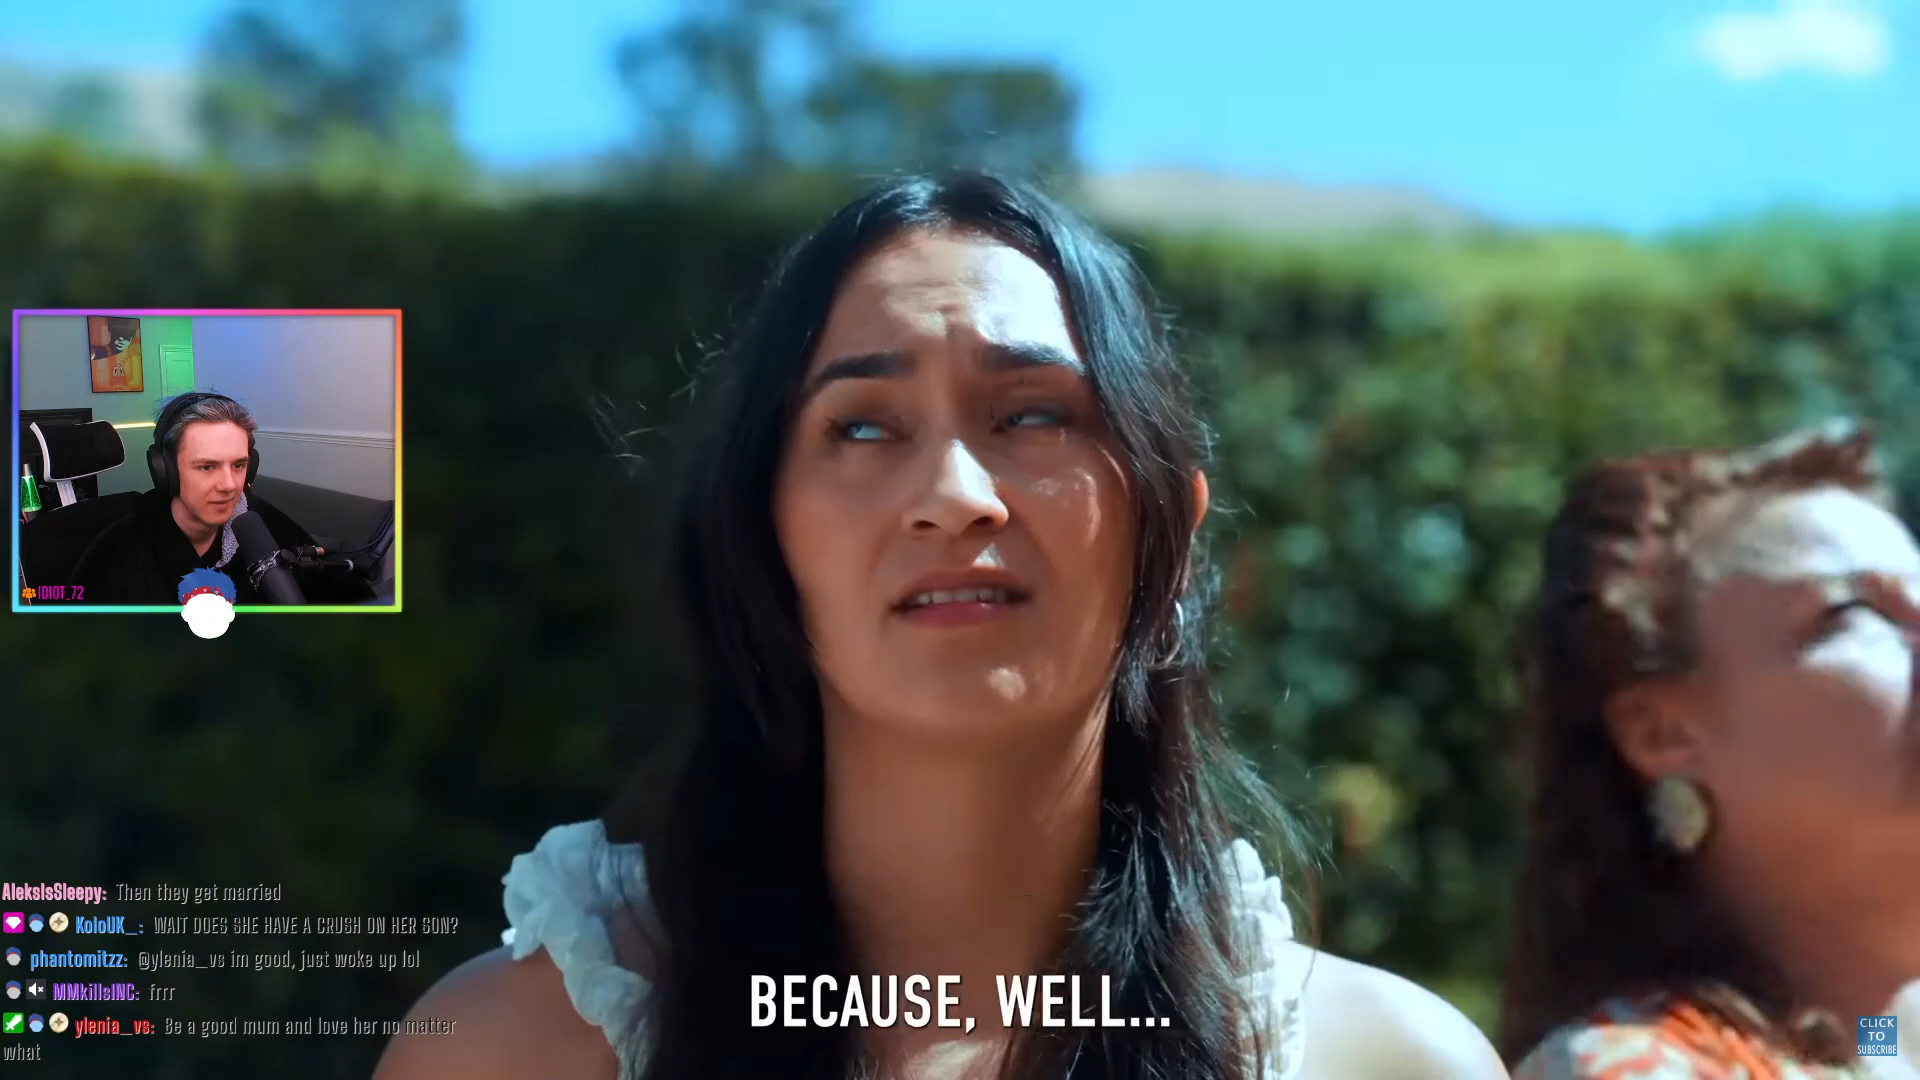 !DIOT_72
AleksIsSleepy: Then they get married
KoloUK_: WAIT DOES SHE HAVE A CRUSH ON HER SON?
phantomitzz: @ylenia_vs im good, just woke up lol
MMkillsINC: frrr
ylenia_vs: Be a good mum and love her no matter
what
BECAUSE, WELL...
CLICK
TO
SUBSCRIBE